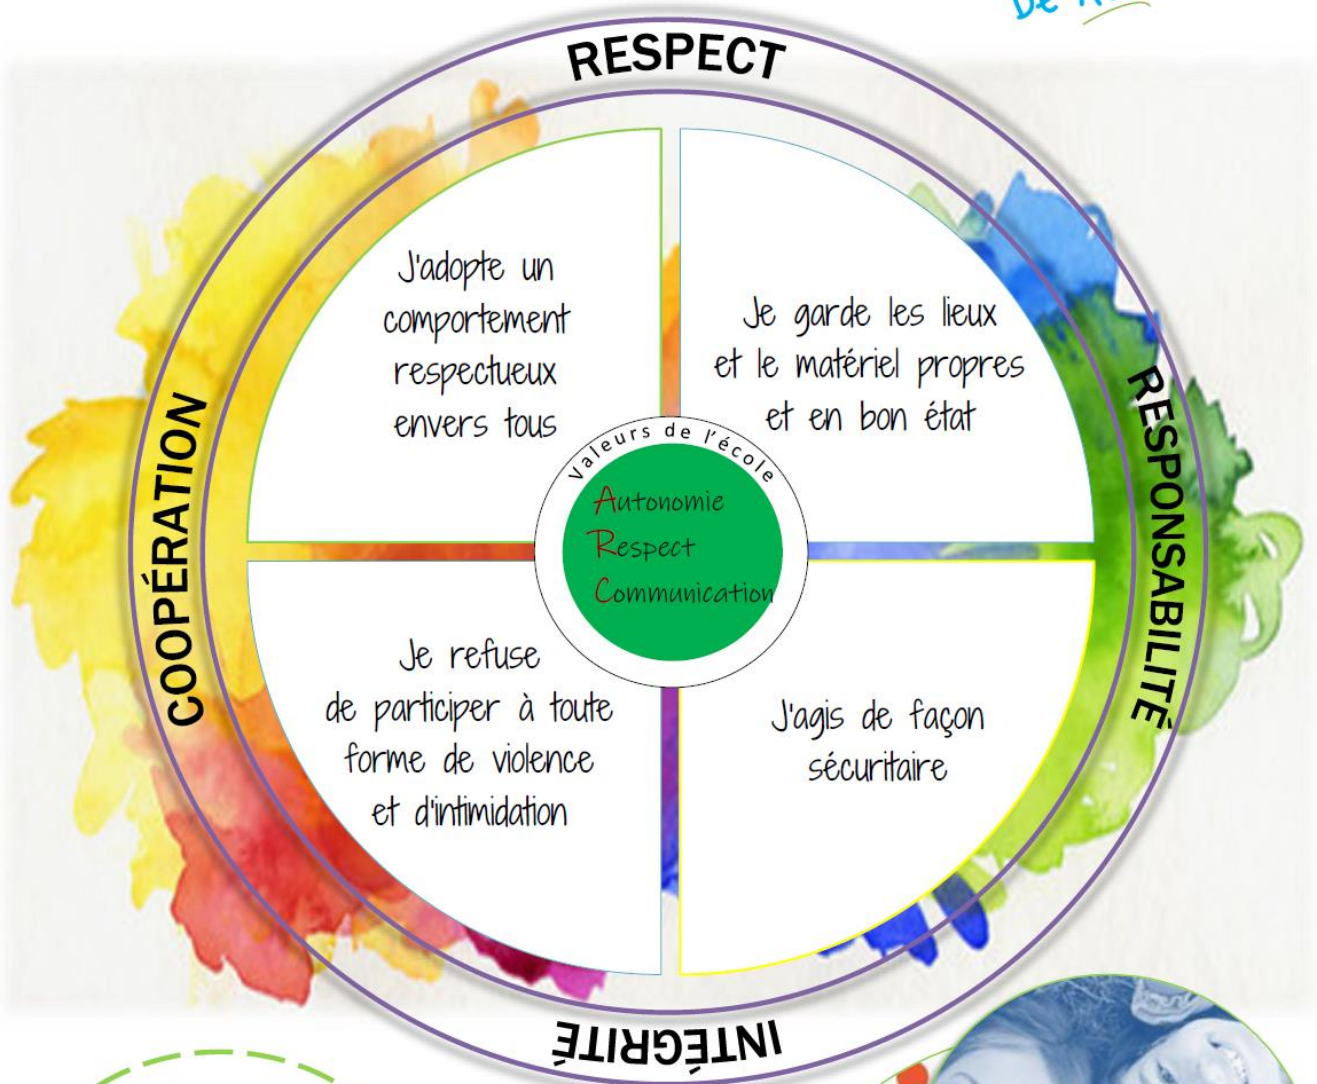 RESPECT
J'adopte un
comportement
respectueux
envers tous
Je garde les lieux
et le matériel propres
et en bon état
COOPÉRATION
RESPONSABILITÉ
Valeurs de l'école
Autonomie
Respect
Communication
Je refuse
de participer à toute
forme de violence
et d'intimidation
J'agis de façon
sécuritaire
INTÉGRITÉ